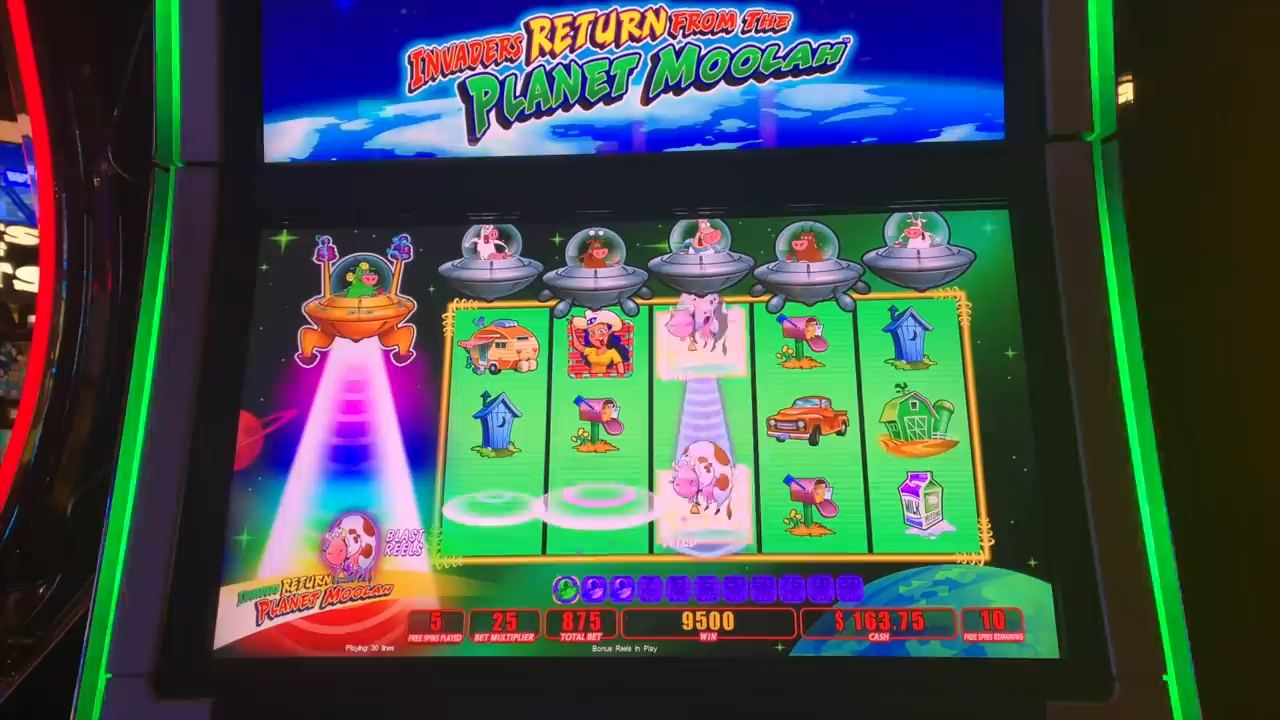 INVADERS RETURN FROM THE
PLANET MOOLAH
BLAST
REELS
RETURN
PLANET MOOLAH
MILK
5
FREE SPINS PLAYED
25
BET MULTIPLIER
875
TOTAL BET
9500
WIN
$ 163.75
CASH
10
FREE SPINS REMAINING
Playing 30 lines
Bonus Reels in Play